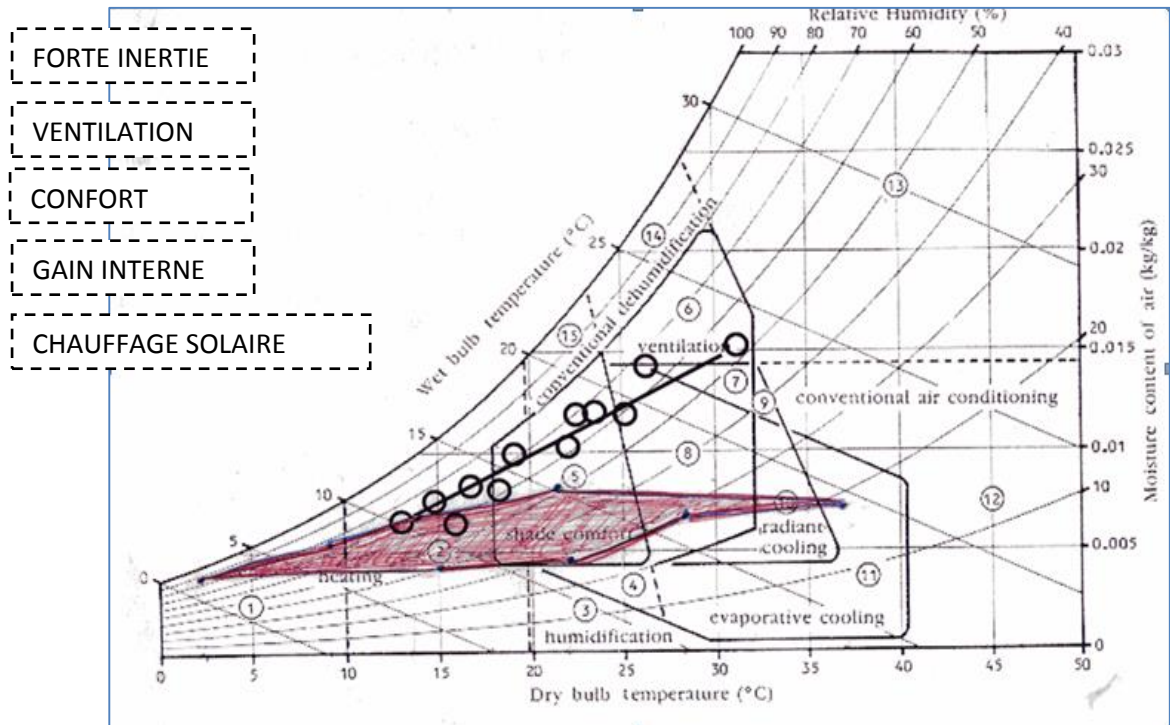 FORTE INERTIE
VENTILATION
CONFORT
GAIN INTERNE
CHAUFFAGE SOLAIRE
Relative Humidity (%)
100 90 80 75 70 60 50 40
0.03
0.025
30
0.02
20
0.015
0.01
10
0.005
0
Moisture content of air (kg/kg)
Wet bulb temperature (°C)
0
5
10
15
20
25
30
conventional dehumidification
ventilation
conventional air conditioning
shade comfort
radiant
cooling
heating
evaporative cooling
humidification
1
2
3
4
5
6
7
8
9
11
12
13
14
15
0 5 10 15 20 25 30 35 40 45 50
Dry bulb temperature (°C)